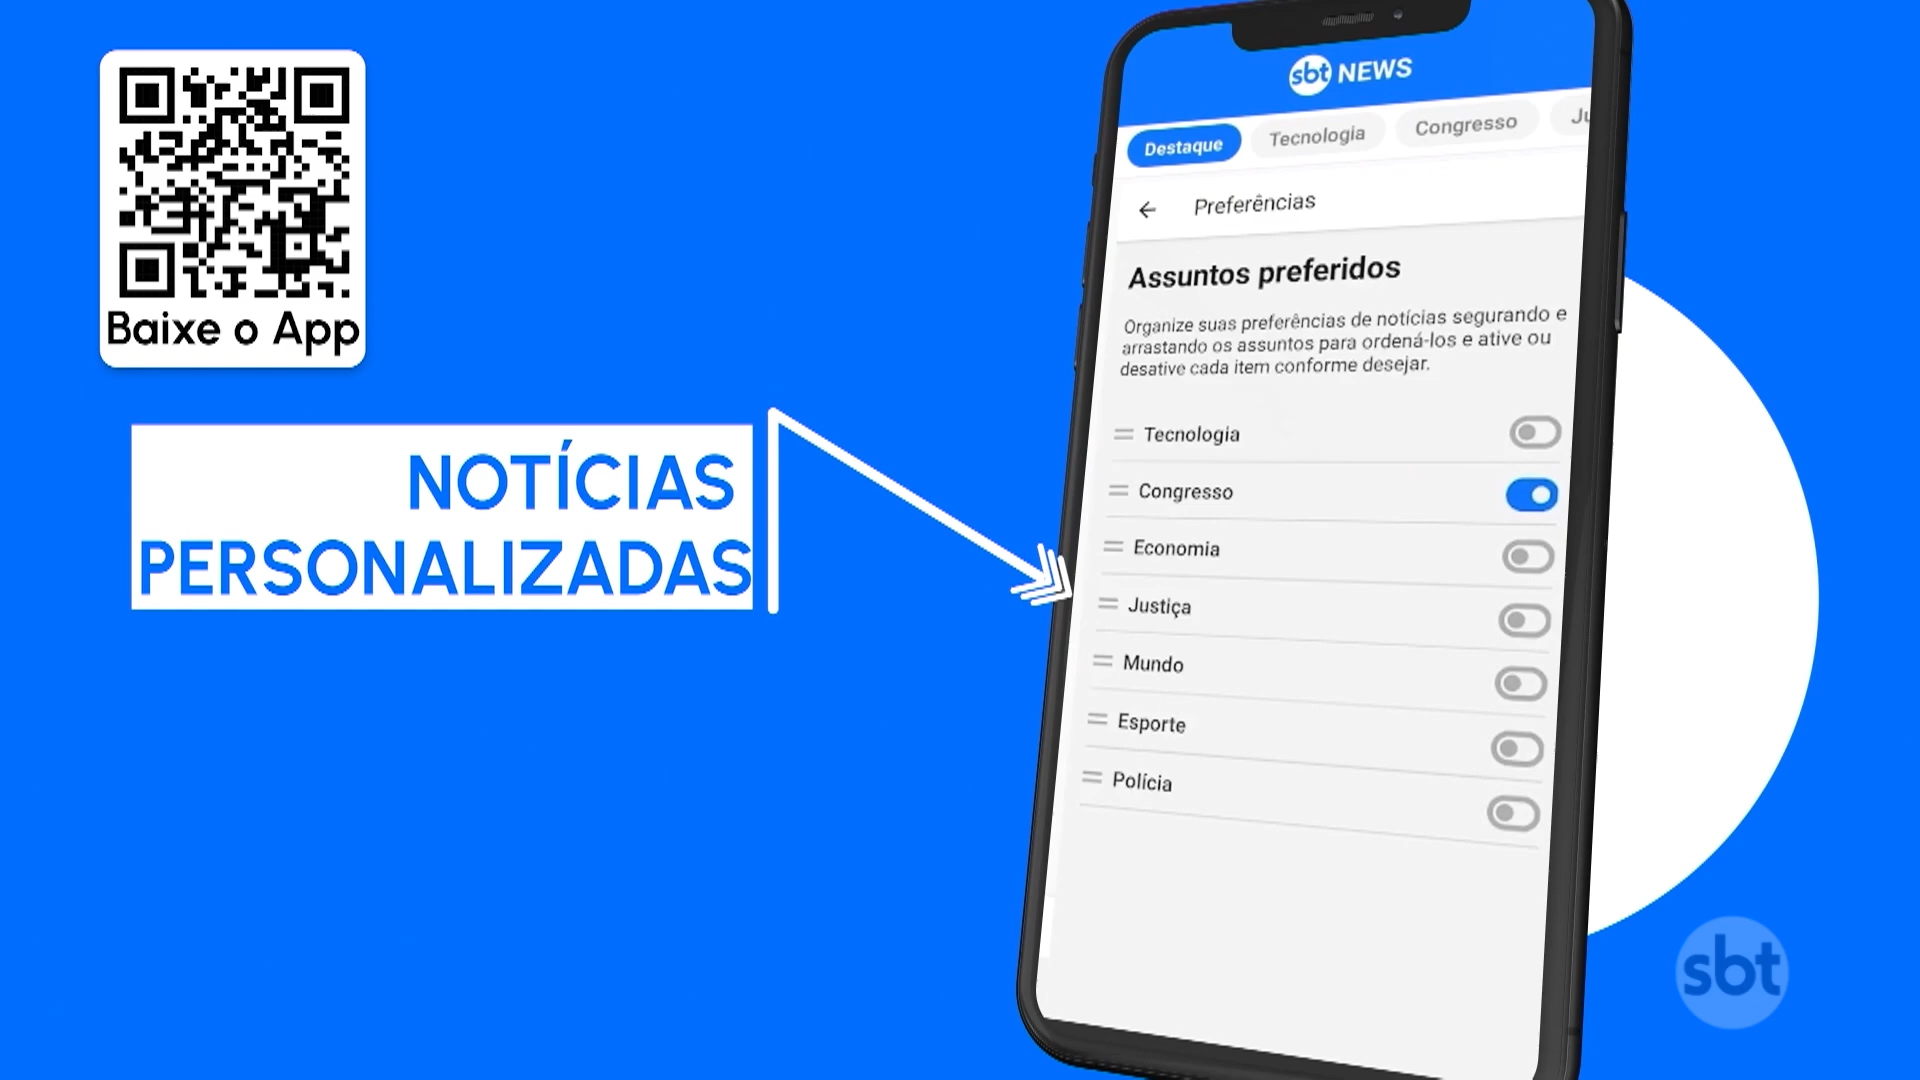 Baixe o App
NOTÍCIAS
PERSONALIZADAS
sbt NEWS
Destaque
Tecnologia
Congresso
Ju
Preferências
Assuntos preferidos
Organize suas preferências de notícias segurando e
arrastando os assuntos para ordená-los e ative ou
desative cada item conforme desejar.
Tecnologia
Congresso
Economia
Justiça
Mundo
Esporte
Polícia
sbt